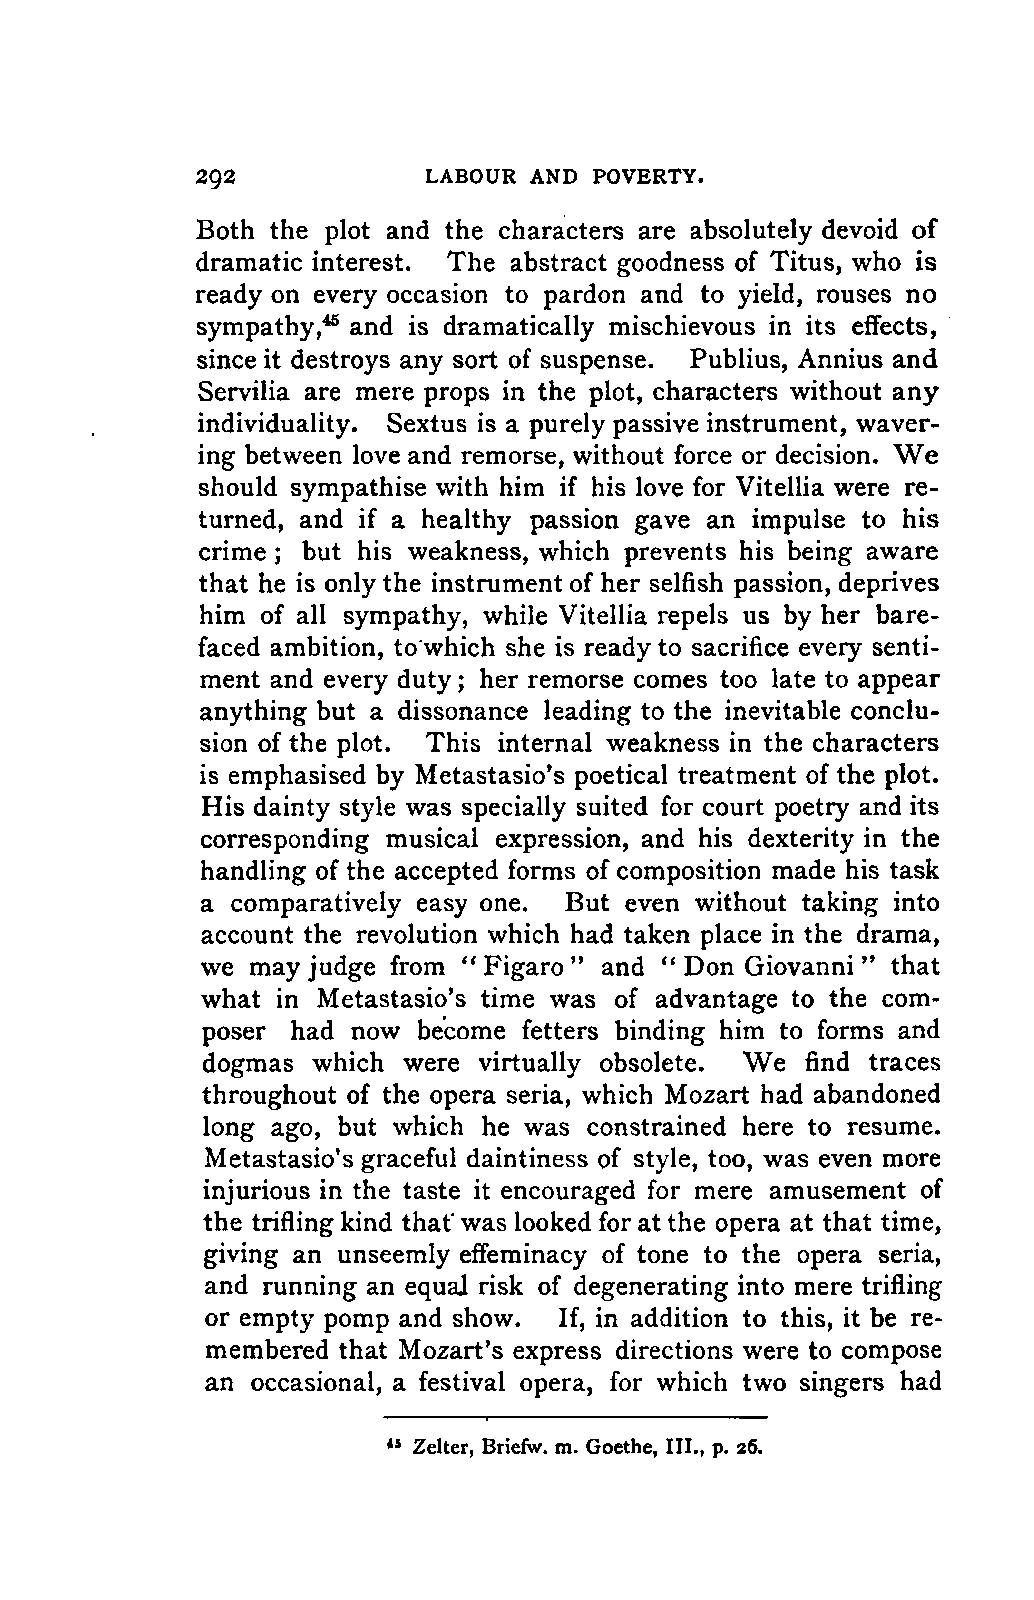 292 LABOUR AND POVERTY.
Both the plot and the characters are absolutely devoid of
dramatic interest. The abstract goodness of Titus, who is
ready on every occasion to pardon and to yield, rouses no
sympathy,⁴⁵ and is dramatically mischievous in its effects,
since it destroys any sort of suspense. Publius, Annius and
Servilia are mere props in the plot, characters without any
individuality. Sextus is a purely passive instrument, waver-
ing between love and remorse, without force or decision. We
should sympathise with him if his love for Vitellia were re-
turned, and if a healthy passion gave an impulse to his
crime ; but his weakness, which prevents his being aware
that he is only the instrument of her selfish passion, deprives
him of all sympathy, while Vitellia repels us by her bare-
faced ambition, to which she is ready to sacrifice every senti-
ment and every duty ; her remorse comes too late to appear
anything but a dissonance leading to the inevitable conclu-
sion of the plot. This internal weakness in the characters
is emphasised by Metastasio's poetical treatment of the plot.
His dainty style was specially suited for court poetry and its
corresponding musical expression, and his dexterity in the
handling of the accepted forms of composition made his task
a comparatively easy one. But even without taking into
account the revolution which had taken place in the drama,
we may judge from " Figaro " and " Don Giovanni " that
what in Metastasio's time was of advantage to the com-
poser had now become fetters binding him to forms and
dogmas which were virtually obsolete. We find traces
throughout of the opera seria, which Mozart had abandoned
long ago, but which he was constrained here to resume.
Metastasio's graceful daintiness of style, too, was even more
injurious in the taste it encouraged for mere amusement of
the trifling kind that was looked for at the opera at that time,
giving an unseemly effeminacy of tone to the opera seria,
and running an equal risk of degenerating into mere trifling
or empty pomp and show. If, in addition to this, it be re-
membered that Mozart's express directions were to compose
an occasional, a festival opera, for which two singers had
⁴⁵ Zelter, Briefw. m. Goethe, III., p. 26.